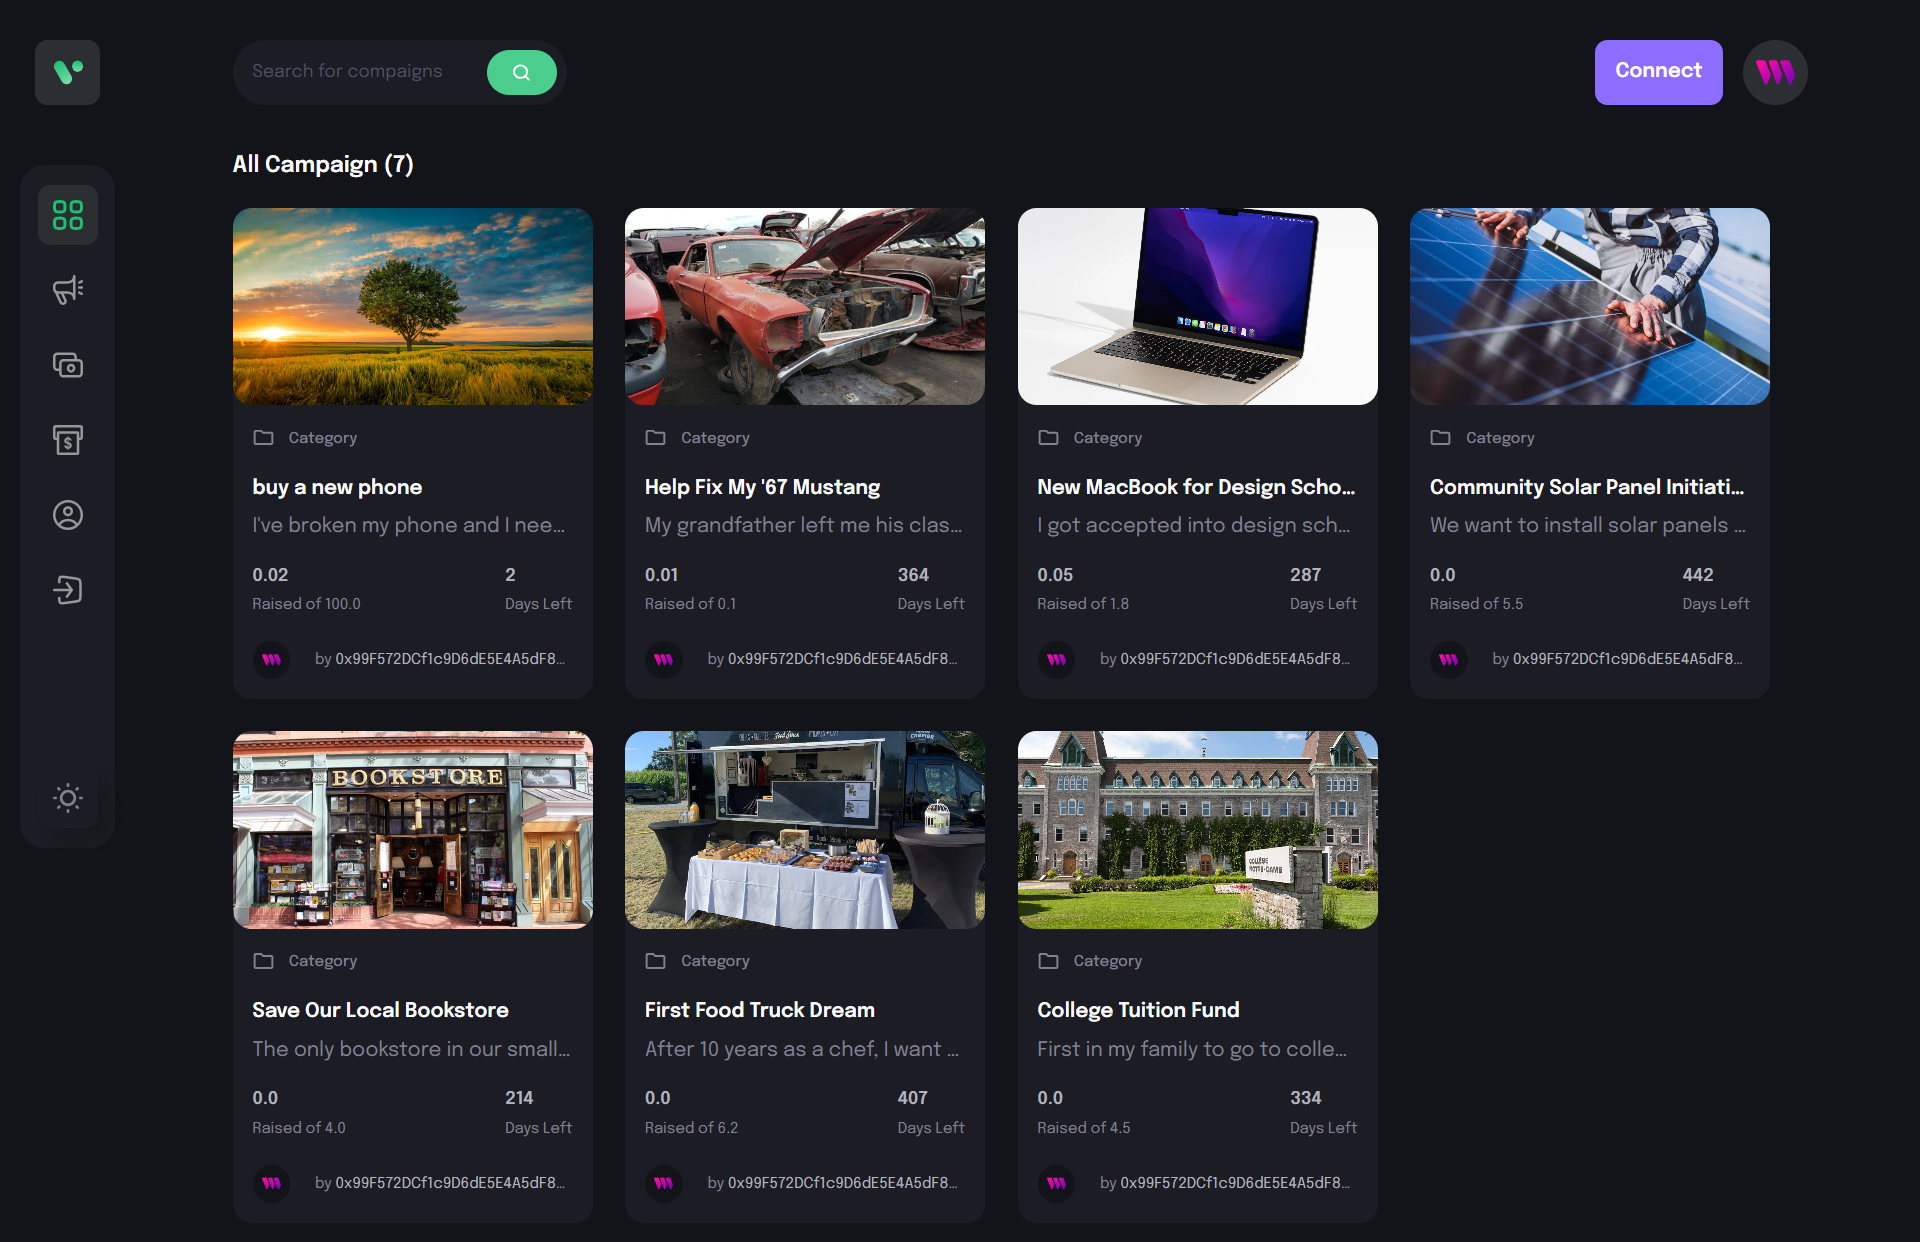 Search for compaigns
Connect
All Campaign (7)
Category
buy a new phone
I've broken my phone and I nee...
0.02
2
Raised of 100.0
Days Left
by 0x99F572DCf1c9D6dE5E4A5dF8...
Category
Help Fix My '67 Mustang
My grandfather left me his clas...
0.01
364
Raised of 0.1
Days Left
by 0x99F572DCf1c9D6dE5E4A5dF8...
Category
New MacBook for Design Scho...
I got accepted into design sch...
0.05
287
Raised of 1.8
Days Left
by 0x99F572DCf1c9D6dE5E4A5dF8...
Category
Community Solar Panel Initiati...
We want to install solar panels ...
0.0
442
Raised of 5.5
Days Left
by 0x99F572DCf1c9D6dE5E4A5dF8...
BOOKSTORE
Category
Save Our Local Bookstore
The only bookstore in our small...
0.0
214
Raised of 4.0
Days Left
by 0x99F572DCf1c9D6dE5E4A5dF8...
Category
First Food Truck Dream
After 10 years as a chef, I want ...
0.0
407
Raised of 6.2
Days Left
by 0x99F572DCf1c9D6dE5E4A5dF8...
COLLÈGE
NOTRE-DAME
Category
College Tuition Fund
First in my family to go to colle...
0.0
334
Raised of 4.5
Days Left
by 0x99F572DCf1c9D6dE5E4A5dF8...